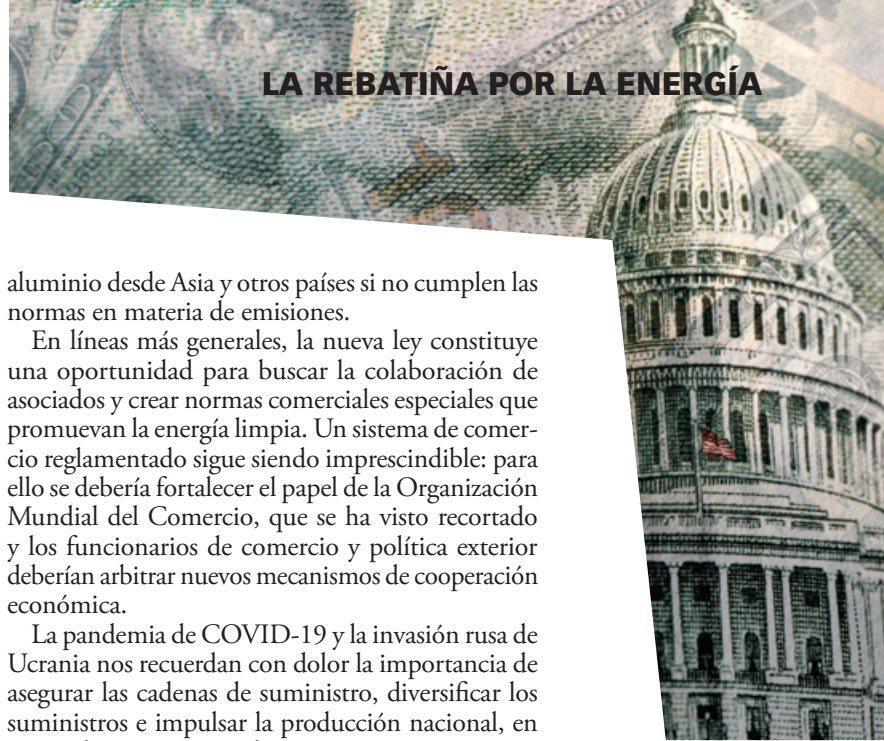 LA REBATIÑA POR LA ENERGÍA
aluminio desde Asia y otros países si no cumplen las
normas en materia de emisiones.
En líneas más generales, la nueva ley constituye
una oportunidad para buscar la colaboración de
asociados y crear normas comerciales especiales que
promuevan la energía limpia. Un sistema de comer-
cio reglamentado sigue siendo imprescindible: para
ello se debería fortalecer el papel de la Organización
Mundial del Comercio, que se ha visto recortado
y los funcionarios de comercio y política exterior
deberían arbitrar nuevos mecanismos de cooperación
económica.
La pandemia de COVID-19 y la invasión rusa de
Ucrania nos recuerdan con dolor la importancia de
asegurar las cadenas de suministro, diversificar los
suministros e impulsar la producción nacional, en